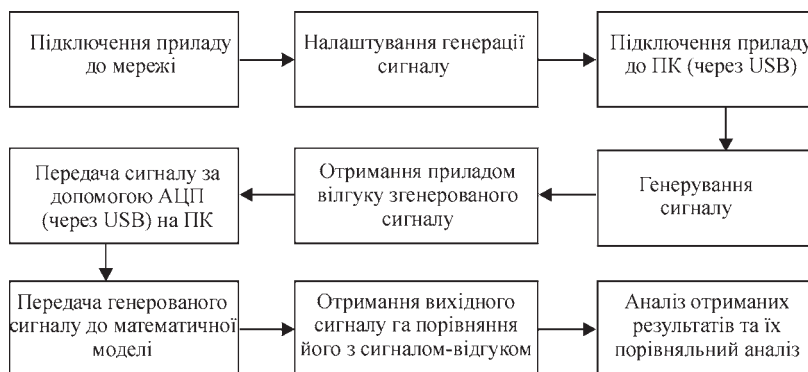 Підключення приладу
до мережі
Налаштування генерації
сигналу
Підключення приладу
до ПК (через USB)
Генерування
сигналу
Отримання приладом
вілгуку згенерованого
сигналу
Передача сигналу за
допомогою АЦП
(через USB) на ПК
Передача генерованого
сигналу до математичної
моделі
Отримання вихідного
сигналу га порівняння
його з сигналом-відгуком
Аналіз отриманих
результатів та їх
порівняльний аналіз